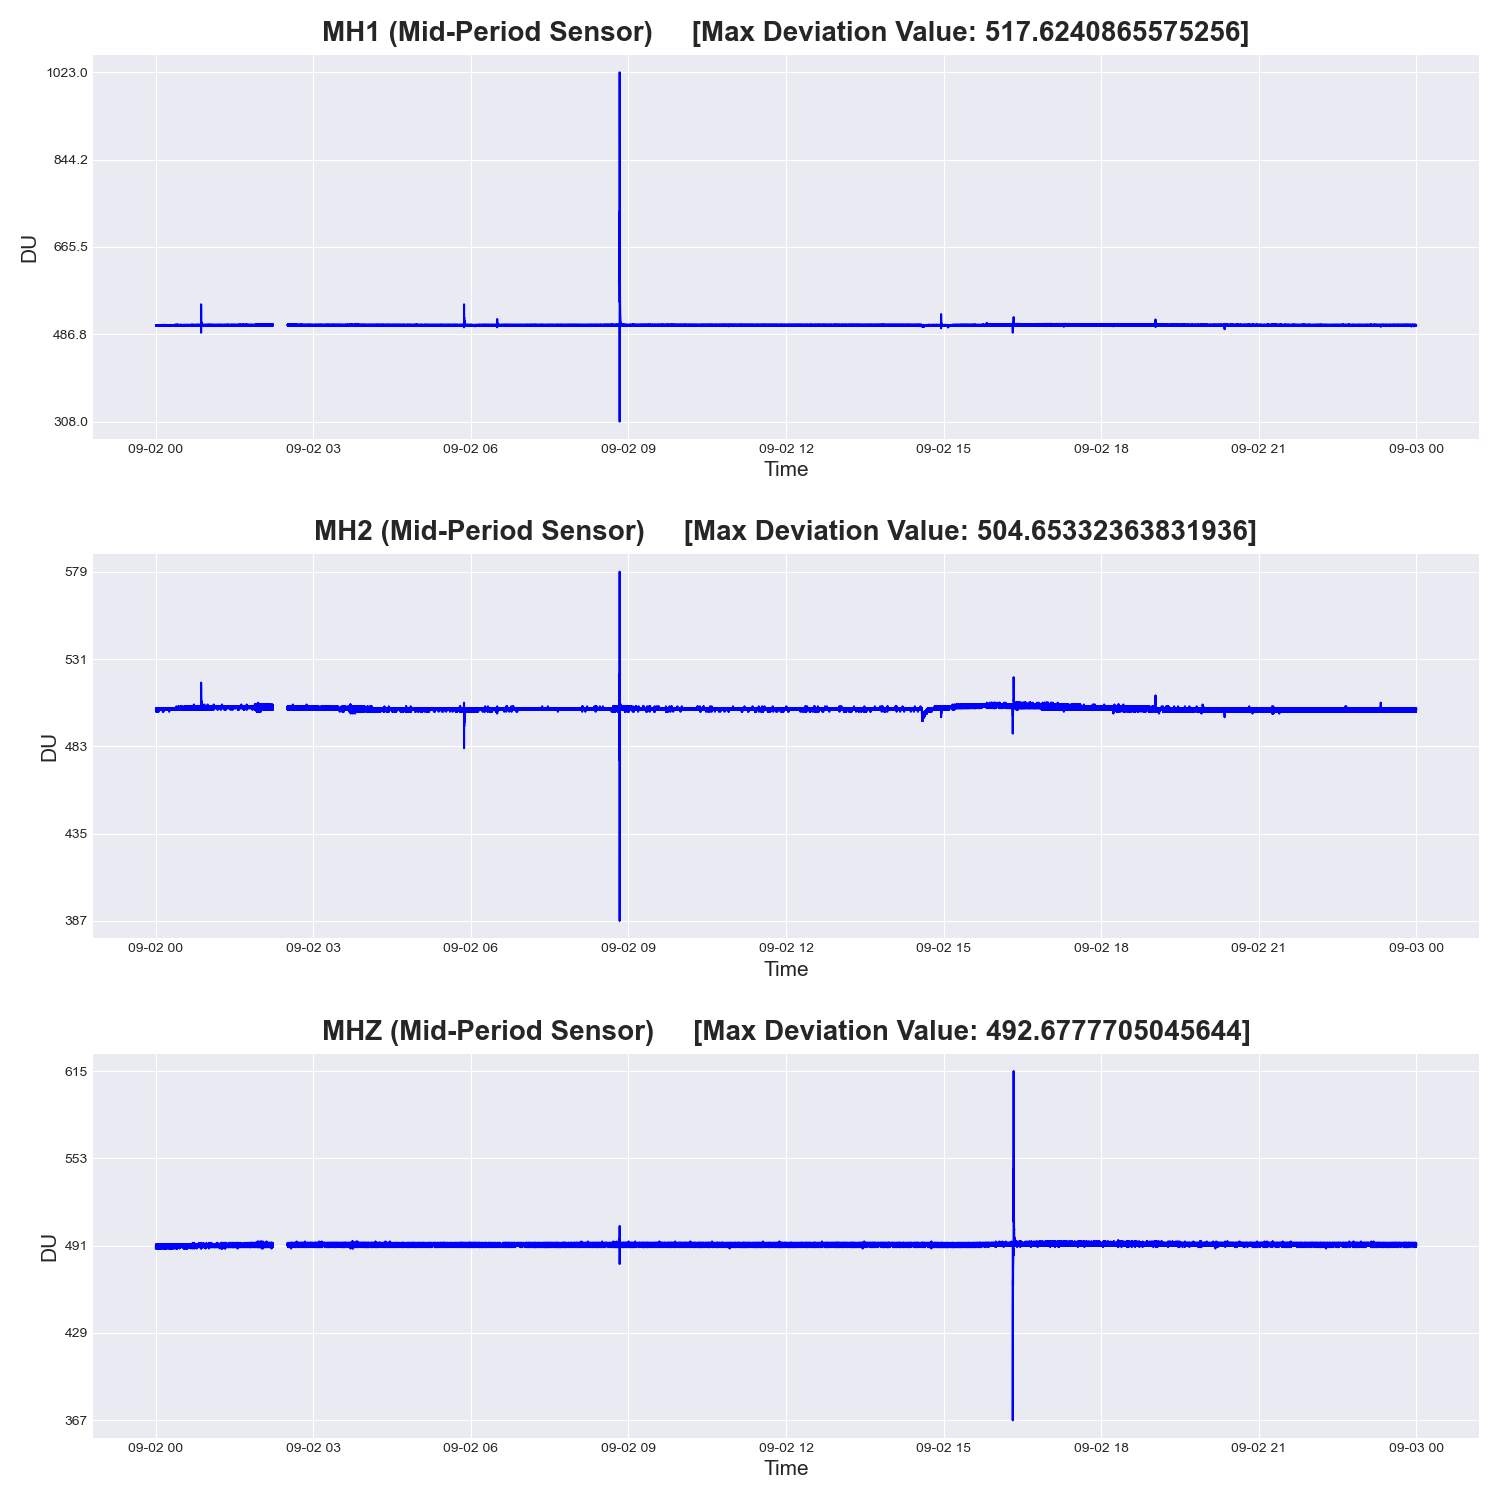 MH1 (Mid-Period Sensor) [Max Deviation Value: 517.6240865575256]
1023.0
844.2
665.5
486.8
308.0
DU
09-02 00 09-02 03 09-02 06 09-02 09 09-02 12 09-02 15 09-02 18 09-02 21 09-03 00
Time
MH2 (Mid-Period Sensor) [Max Deviation Value: 504.65332363831936]
579
531
483
435
387
DU
09-02 00 09-02 03 09-02 06 09-02 09 09-02 12 09-02 15 09-02 18 09-02 21 09-03 00
Time
MHZ (Mid-Period Sensor) [Max Deviation Value: 492.6777705045644]
615
553
491
429
367
DU
09-02 00 09-02 03 09-02 06 09-02 09 09-02 12 09-02 15 09-02 18 09-02 21 09-03 00
Time